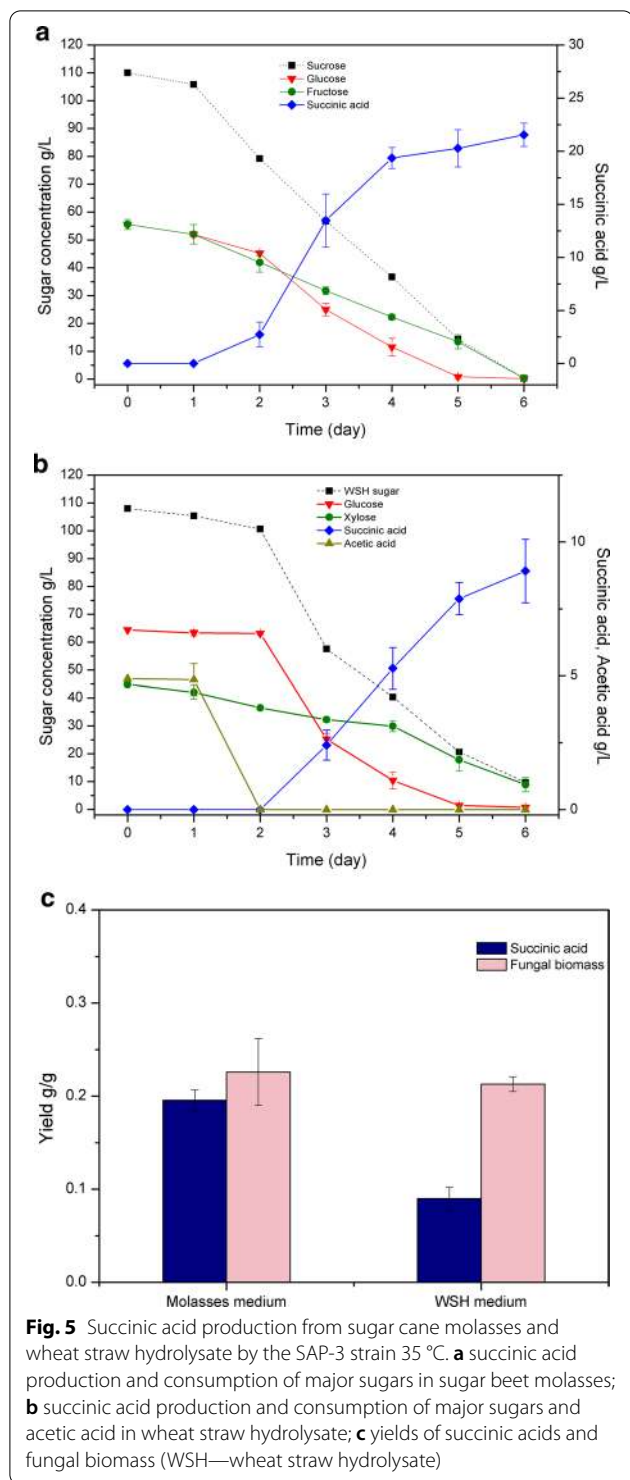 a
120
110
100
90
80
70
60
50
40
30
20
10
0
Sugar concentration g/L
Sucrose
Glucose
Fructose
Succinic acid
30
25
20
15
10
5
0
Succinic acid g/L
0 1 2 3 4 5 6
Time (day)
b
120
110
100
90
80
70
60
50
40
30
20
10
0
Sugar concentration g/L
WSH sugar
Glucose
Xylose
Succinic acid
Acetic acid
10
5
0
Succinic acid, Acetic acid g/L
0 1 2 3 4 5 6
Time (day)
c
0.4
0.3
0.2
0.1
0.0
Yield g/g
Succinic acid
Fungal biomass
Molasses medium WSH medium
Fig. 5 Succinic acid production from sugar cane molasses and
wheat straw hydrolysate by the SAP-3 strain 35 °C. a succinic acid
production and consumption of major sugars in sugar beet molasses;
b succinic acid production and consumption of major sugars and
acetic acid in wheat straw hydrolysate; c yields of succinic acids and
fungal biomass (WSH—wheat straw hydrolysate)